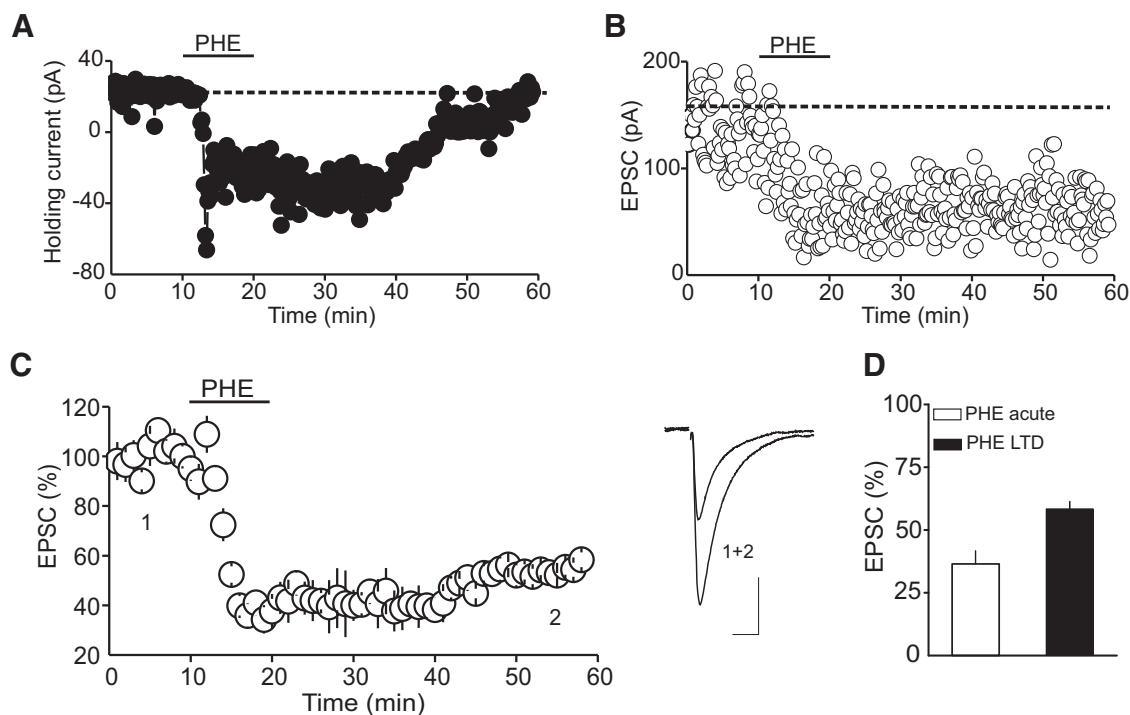 A
PHE
Holding current (pA)
40
0
-40
-80
0 10 20 30 40 50 60
Time (min)
B
PHE
EPSC (pA)
200
100
0
0 10 20 30 40 50 60
Time (min)
C
PHE
EPSC (%)
120
100
80
60
40
20
1
2
0 10 20 30 40 50 60
Time (min)
1+2
D
EPSC (%)
100
75
50
25
0
PHE acute
PHE LTD